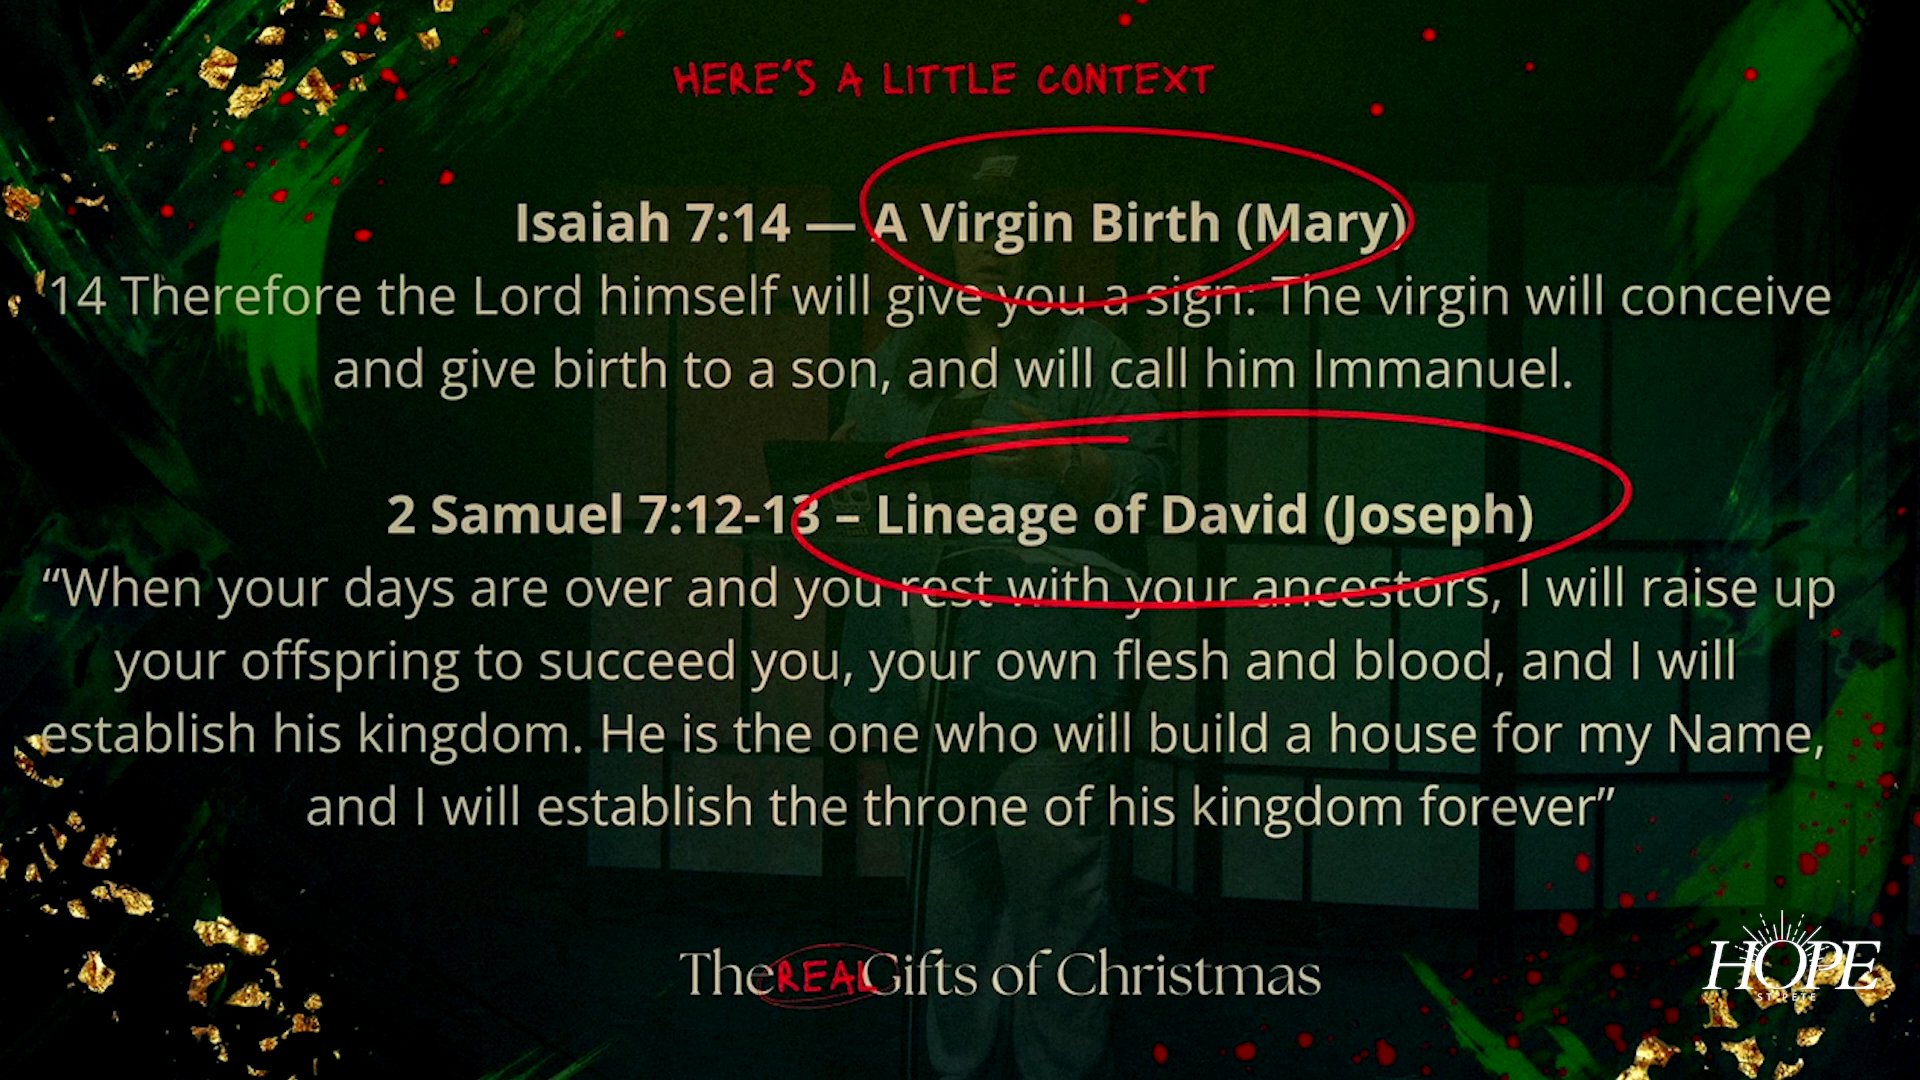 HERE'S A LITTLE CONTEXT
Isaiah 7:14 — A Virgin Birth (Mary)
14 Therefore the Lord himself will give you a sign: The virgin will conceive
and give birth to a son, and will call him Immanuel.
2 Samuel 7:12-13 – Lineage of David (Joseph)
“When your days are over and you rest with your ancestors, I will raise up
your offspring to succeed you, your own flesh and blood, and I will
establish his kingdom. He is the one who will build a house for my Name,
and I will establish the throne of his kingdom forever”
The REAL Gifts of Christmas
HOPE
ST PETE